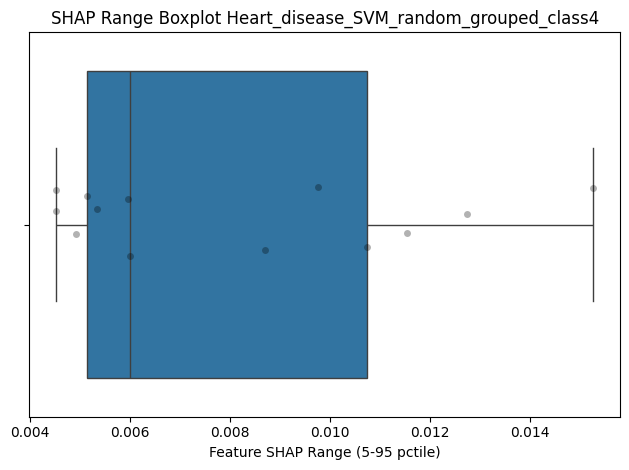 SHAP Range Boxplot Heart_disease_SVM_random_grouped_class4
0.004 0.006 0.008 0.010 0.012 0.014
Feature SHAP Range (5-95 pctile)